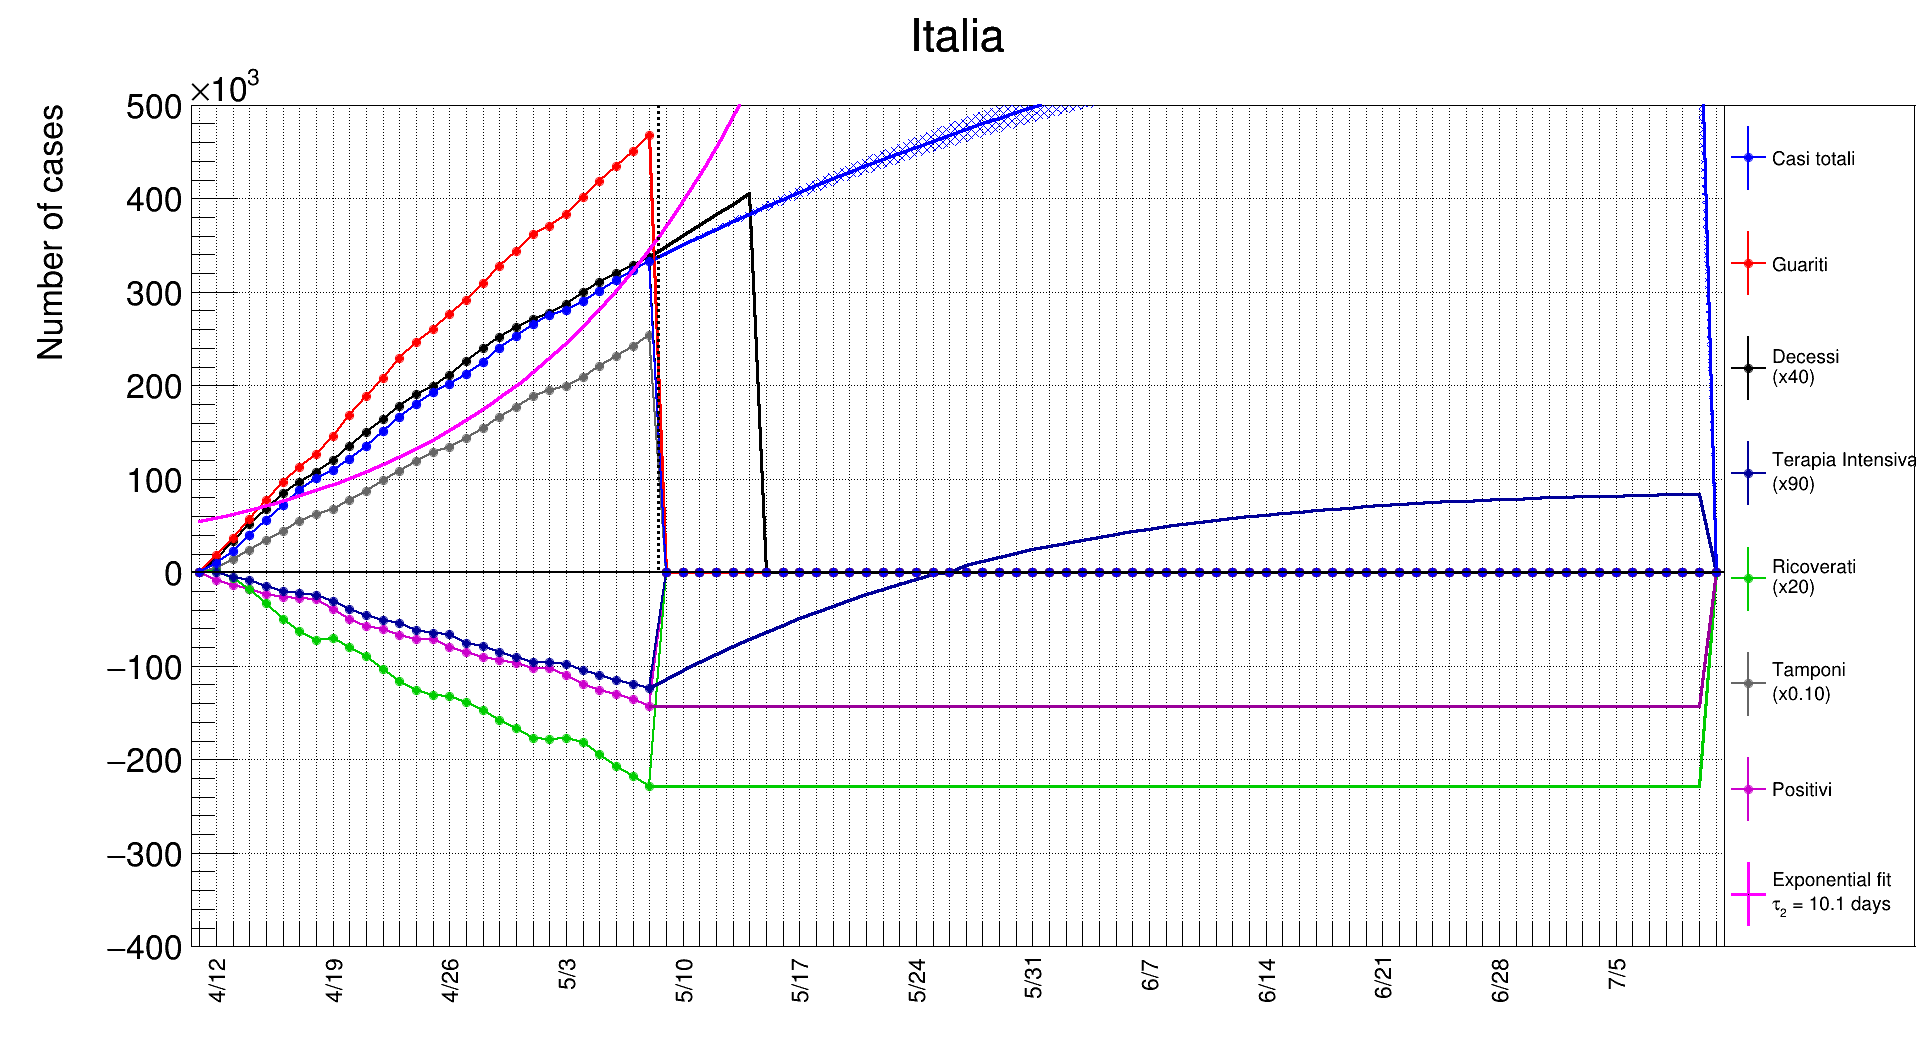 Italia
×10³
Number of cases
500
400
300
200
100
0
−100
−200
−300
−400
4/12
4/19
4/26
5/3
5/10
5/17
5/24
5/31
6/7
6/14
6/21
6/28
7/5
Casi totali
Guariti
Decessi
(x40)
Terapia Intensiva
(x90)
Ricoverati
(x20)
Tamponi
(x0.10)
Positivi
Exponential fit
τ₂ = 10.1 days